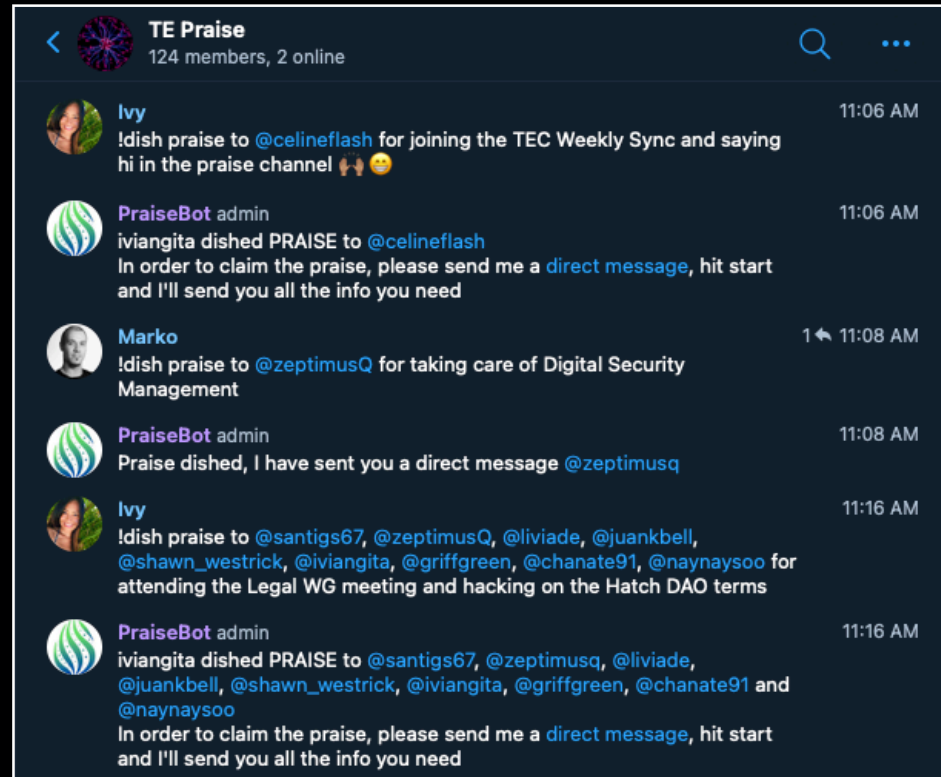 TE Praise
124 members, 2 online
Ivy
11:06 AM
!dish praise to @celineflash for joining the TEC Weekly Sync and saying
hi in the praise channel 🙌🏽 😁
PraiseBot admin
11:06 AM
iviangita dished PRAISE to @celineflash
In order to claim the praise, please send me a direct message, hit start
and I'll send you all the info you need
Marko
1 11:08 AM
!dish praise to @zeptimusQ for taking care of Digital Security
Management
PraiseBot admin
11:08 AM
Praise dished, I have sent you a direct message @zeptimusq
Ivy
11:16 AM
!dish praise to @santigs67, @zeptimusQ, @liviade, @juankbell,
@shawn_westrick, @iviangita, @griffgreen, @chanate91, @naynaysoo for
attending the Legal WG meeting and hacking on the Hatch DAO terms
PraiseBot admin
11:16 AM
iviangita dished PRAISE to @santigs67, @zeptimusq, @liviade,
@juankbell, @shawn_westrick, @iviangita, @griffgreen, @chanate91 and
@naynaysoo
In order to claim the praise, please send me a direct message, hit start
and I'll send you all the info you need